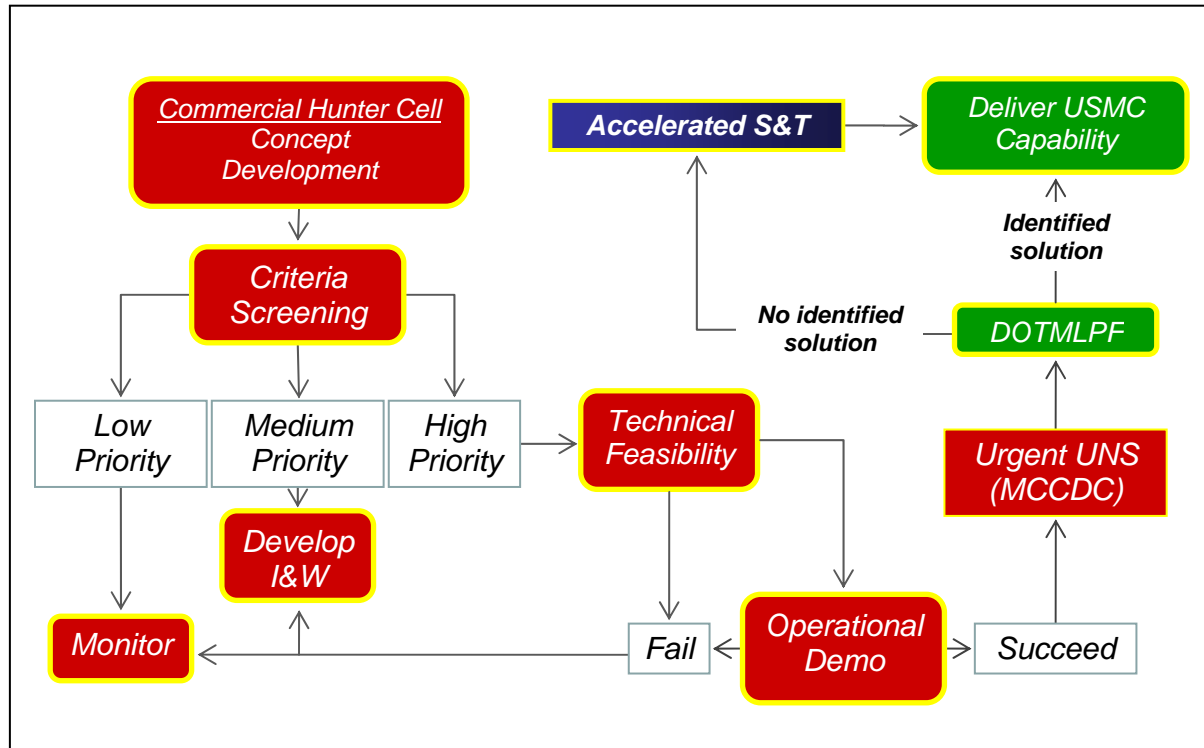 Commercial Hunter Cell
Concept
Development
Accelerated S&T
Deliver USMC
Capability
Identified
solution
Criteria
Screening
No identified
solution
DOTMLPF
Low
Priority
Medium
Priority
High
Priority
Technical
Feasibility
Urgent UNS
(MCCDC)
Develop
I&W
Monitor
Fail
Operational
Demo
Succeed